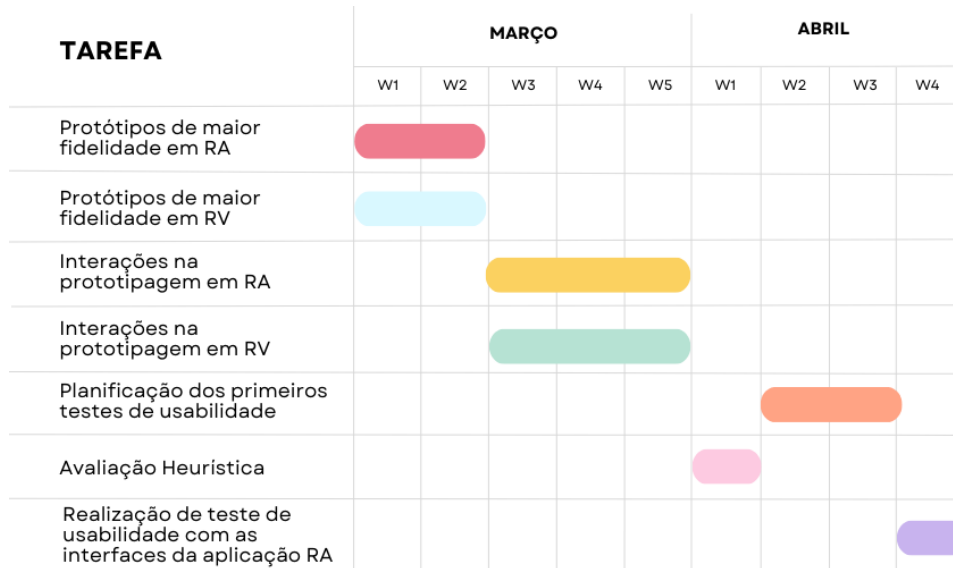 TAREFA
MARÇO
ABRIL
W1
W2
W3
W4
W5
W1
W2
W3
W4
Protótipos de maior
fidelidade em RA
Protótipos de maior
fidelidade em RV
Interações na
prototipagem em RA
Interações na
prototipagem em RV
Planificação dos primeiros
testes de usabilidade
Avaliação Heurística
Realização de teste de
usabilidade com as
interfaces da aplicação RA